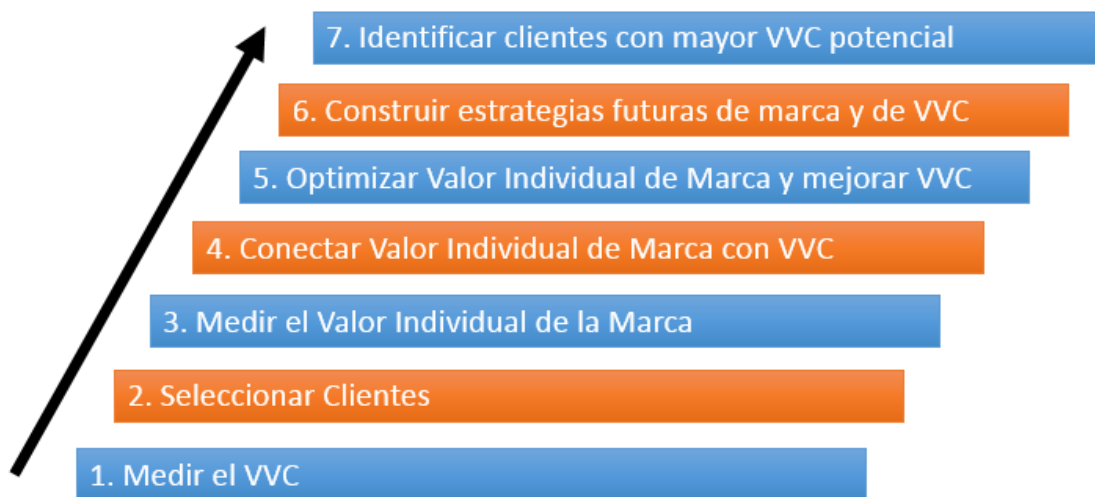 7. Identificar clientes con mayor VVC potencial
6. Construir estrategias futuras de marca y de VVC
5. Optimizar Valor Individual de Marca y mejorar VVC
4. Conectar Valor Individual de Marca con VVC
3. Medir el Valor Individual de la Marca
2. Seleccionar Clientes
1. Medir el VVC